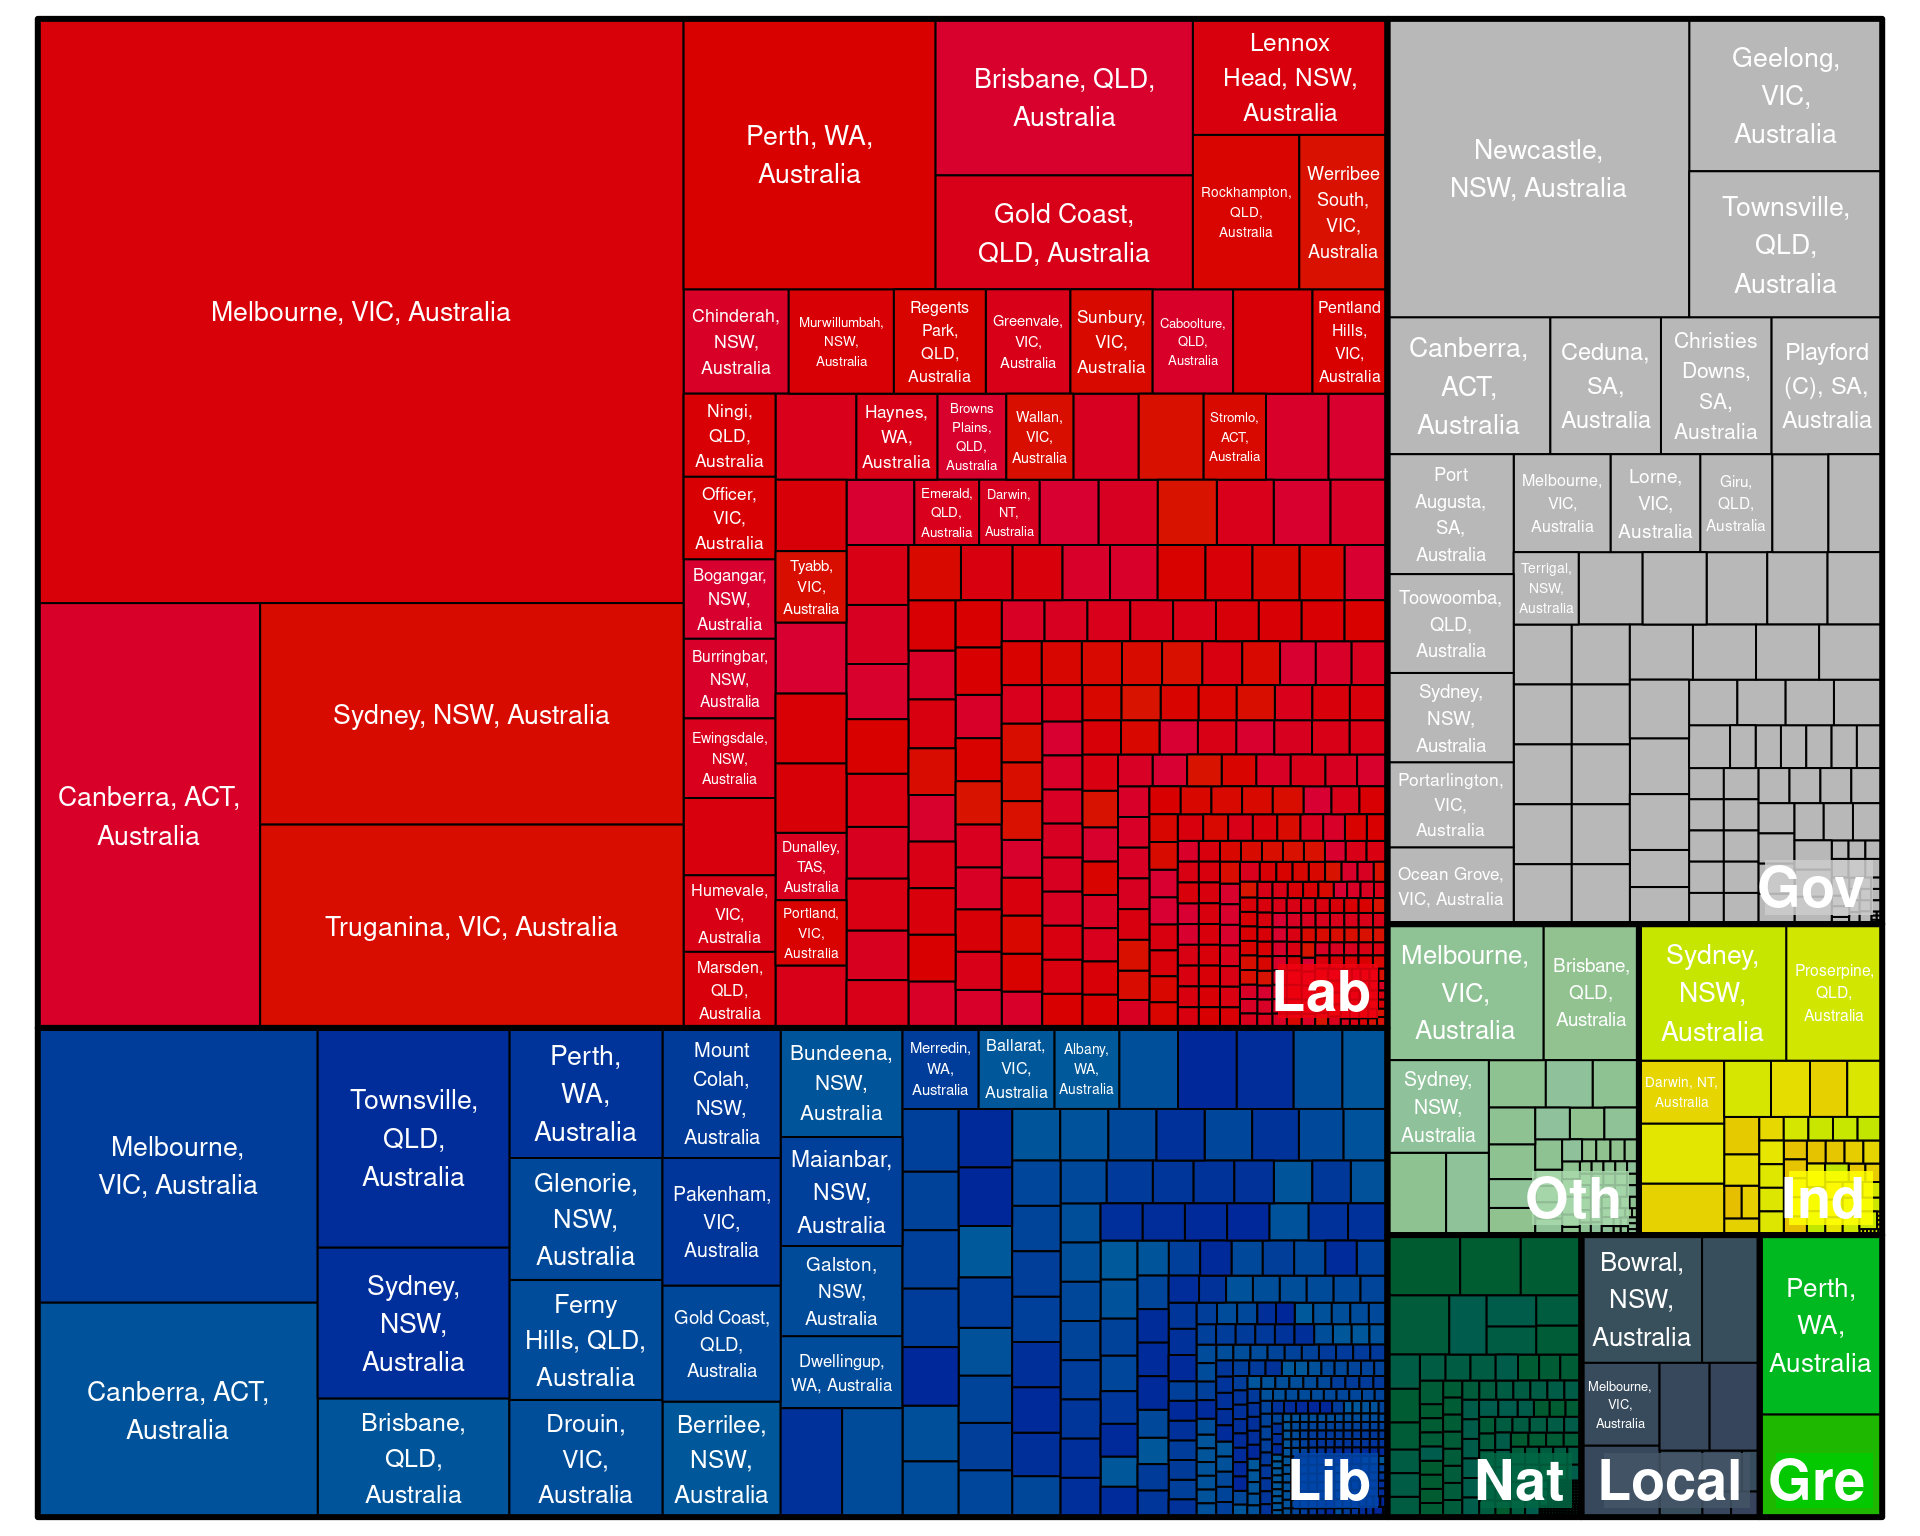 Melbourne, VIC, Australia
Canberra, ACT,
Australia
Sydney, NSW, Australia
Truganina, VIC, Australia
Perth, WA,
Australia
Brisbane, QLD,
Australia
Gold Coast,
QLD, Australia
Lennox
Head, NSW,
Australia
Rockhampton,
QLD,
Australia
Werribee
South,
VIC,
Australia
Chinderah,
NSW,
Australia
Murwillumbah,
NSW,
Australia
Regents
Park,
QLD,
Australia
Greenvale,
VIC,
Australia
Sunbury,
VIC,
Australia
Caboolture,
QLD,
Australia
Pentland
Hills,
VIC,
Australia
Ningi,
QLD,
Australia
Haynes,
WA,
Australia
Browns
Plains,
QLD,
Australia
Wallan,
VIC,
Australia
Stromlo,
ACT,
Australia
Officer,
VIC,
Australia
Emerald,
QLD,
Australia
Darwin,
NT,
Australia
Bogangar,
NSW,
Australia
Tyabb,
VIC,
Australia
Burringbar,
NSW,
Australia
Ewingsdale,
NSW,
Australia
Dunalley,
TAS,
Australia
Humevale,
VIC,
Australia
Portland,
VIC,
Australia
Marsden,
QLD,
Australia
Lab
Newcastle,
NSW, Australia
Geelong,
VIC,
Australia
Townsville,
QLD,
Australia
Canberra,
ACT,
Australia
Ceduna,
SA,
Australia
Christies
Downs,
SA,
Australia
Playford
(C), SA,
Australia
Port
Augusta,
SA,
Australia
Melbourne,
VIC,
Australia
Lorne,
VIC,
Australia
Giru,
QLD,
Australia
Terrigal,
NSW,
Australia
Toowoomba,
QLD,
Australia
Sydney,
NSW,
Australia
Portarlington,
VIC,
Australia
Ocean Grove,
VIC, Australia
Gov
Melbourne,
VIC,
Australia
Brisbane,
QLD,
Australia
Sydney,
NSW,
Australia
Oth
Sydney,
NSW,
Australia
Proserpine,
QLD,
Australia
Darwin, NT,
Australia
Ind
Melbourne,
VIC, Australia
Canberra, ACT,
Australia
Townsville,
QLD,
Australia
Sydney,
NSW,
Australia
Brisbane,
QLD,
Australia
Perth,
WA,
Australia
Glenorie,
NSW,
Australia
Ferny
Hills, QLD,
Australia
Drouin,
VIC,
Australia
Mount
Colah,
NSW,
Australia
Pakenham,
VIC,
Australia
Gold Coast,
QLD,
Australia
Berrilee,
NSW,
Australia
Bundeena,
NSW,
Australia
Maianbar,
NSW,
Australia
Galston,
NSW,
Australia
Dwellingup,
WA, Australia
Merredin,
WA,
Australia
Ballarat,
VIC,
Australia
Albany,
WA,
Australia
Lib
Nat
Bowral,
NSW,
Australia
Melbourne,
VIC,
Australia
Local
Perth,
WA,
Australia
Gre